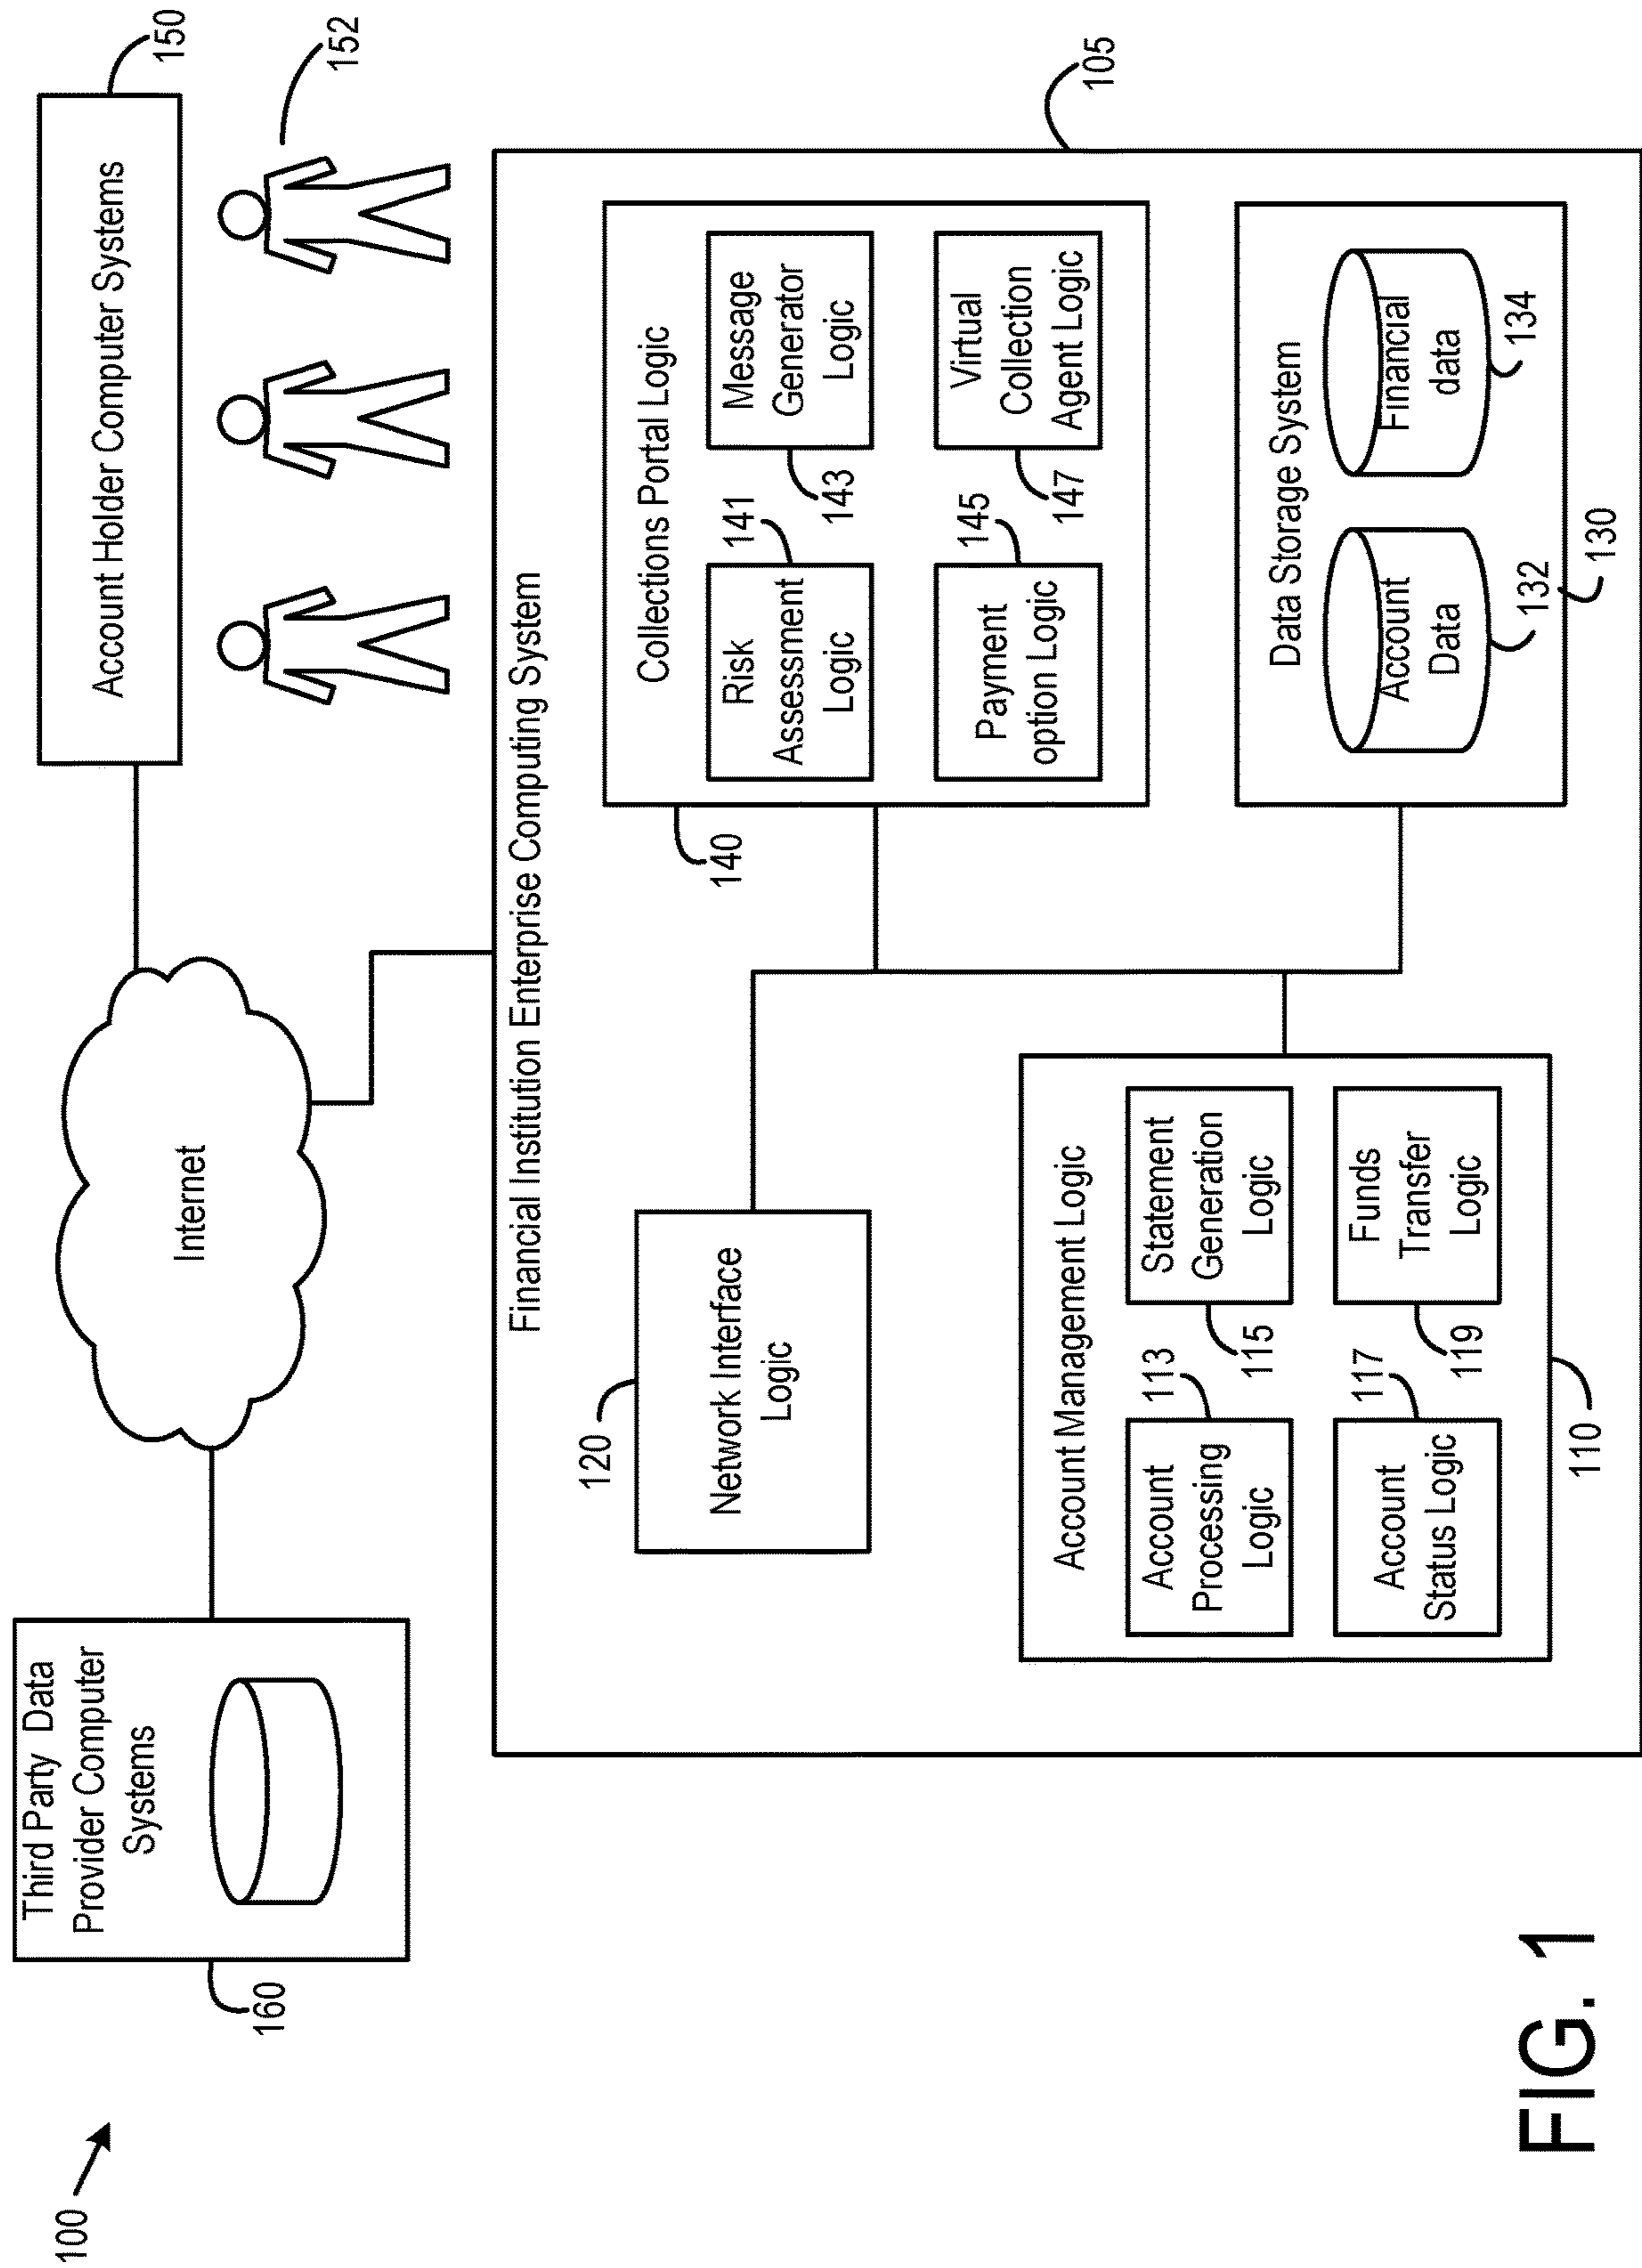 100
160
Third Party Data
Provider Computer
Systems
Internet
Account Holder Computer Systems
150
152
Financial Institution Enterprise Computing System
105
120
Network Interface
Logic
Collections Portal Logic
140
Risk
Assessment
Logic
141
Message
Generator
Logic
143
Payment
option Logic
145
Virtual
Collection
Agent Logic
147
Account Management Logic
Account
Processing
Logic
113
Statement
Generation
Logic
115
Account
Status Logic
117
Funds
Transfer
Logic
119
110
Data Storage System
Account
Data
132
Financial
data
134
130
FIG. 1